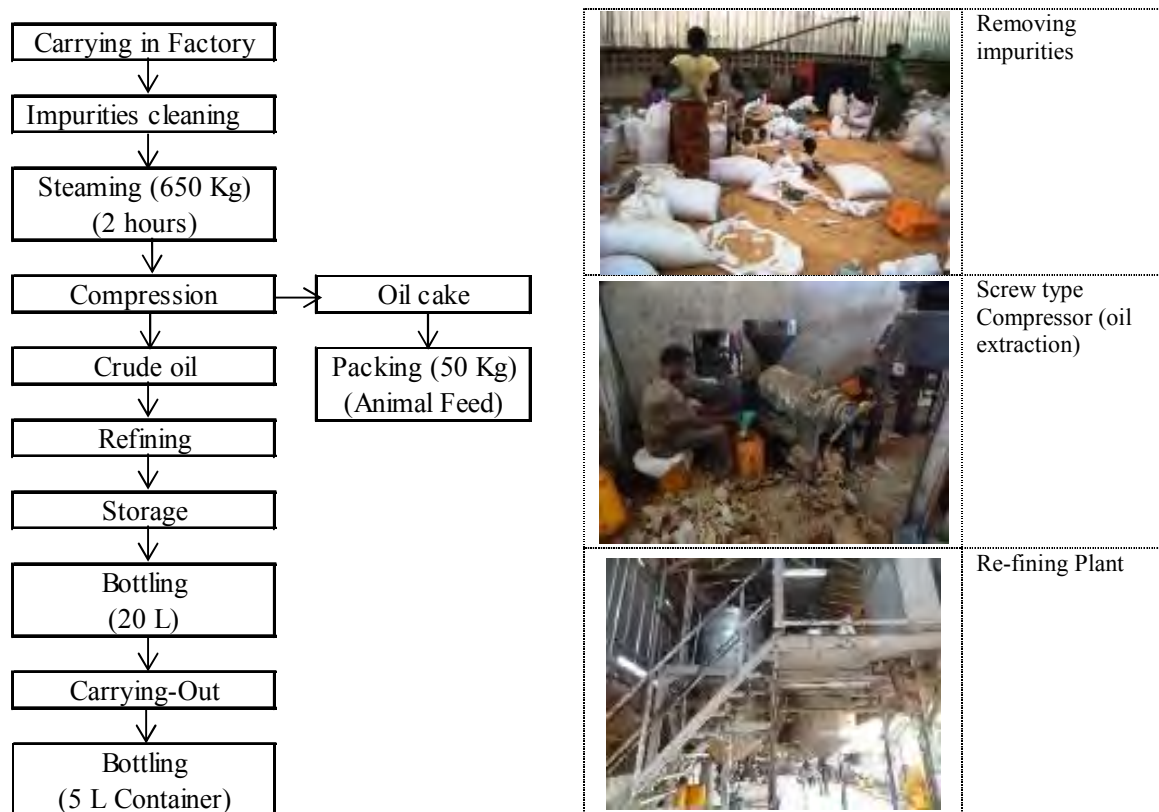 Carrying in Factory
Impurities cleaning
Steaming (650 Kg)
(2 hours)
Compression
Oil cake
Crude oil
Packing (50 Kg)
(Animal Feed)
Refining
Storage
Bottling
(20 L)
Carrying-Out
Bottling
(5 L Container)
Removing
impurities
Screw type
Compressor (oil
extraction)
Re-fining Plant